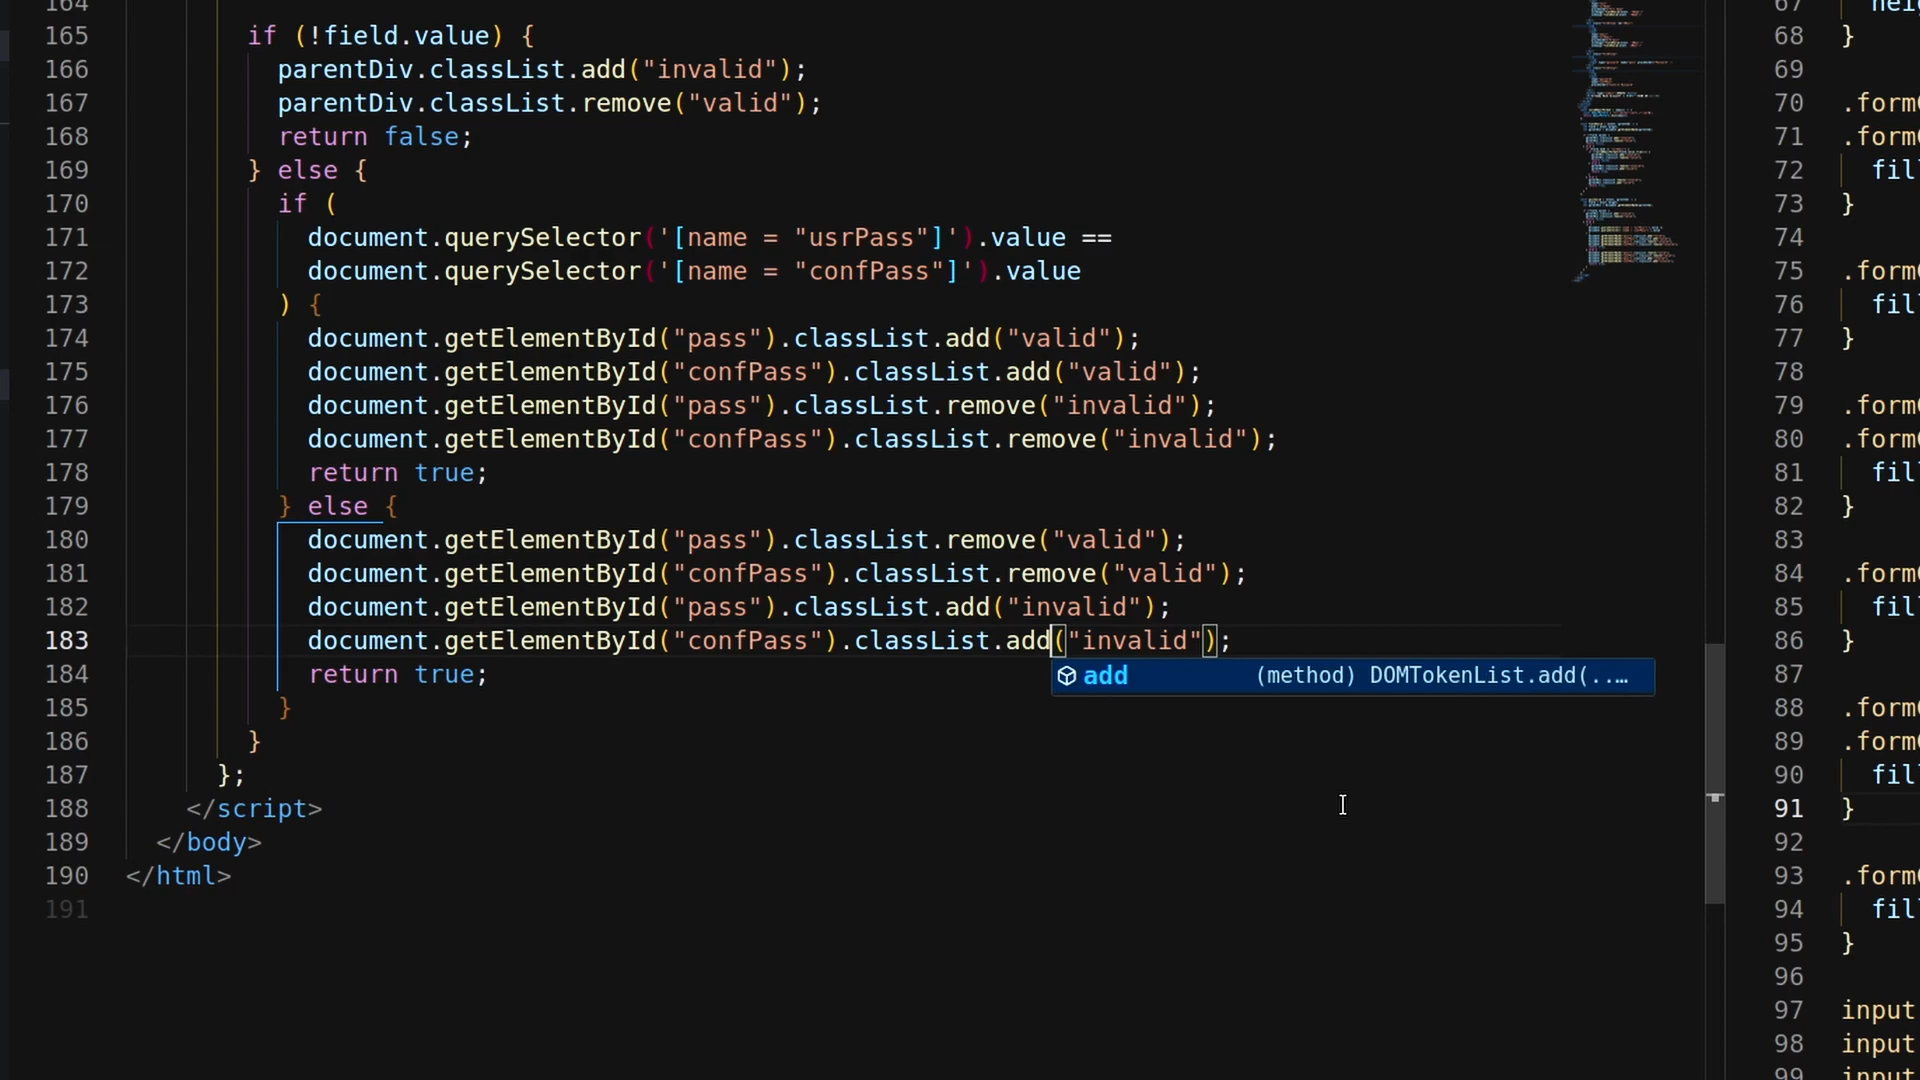 164
165 if (!field.value) {
166 parentDiv.classList.add("invalid");
167 parentDiv.classList.remove("valid");
168 return false;
169 } else {
170 if (
171 document.querySelector('[name = "usrPass"]').value ==
172 document.querySelector('[name = "confPass"]').value
173 ) {
174 document.getElementById("pass").classList.add("valid");
175 document.getElementById("confPass").classList.add("valid");
176 document.getElementById("pass").classList.remove("invalid");
177 document.getElementById("confPass").classList.remove("invalid");
178 return true;
179 } else {
180 document.getElementById("pass").classList.remove("valid");
181 document.getElementById("confPass").classList.remove("valid");
182 document.getElementById("pass").classList.add("invalid");
183 document.getElementById("confPass").classList.add("invalid");
add (method) DOMTokenList.add(..…
184 return true;
185 }
186 }
187 };
188 </script>
189 </body>
190 </html>
191
67
68 }
69
70 .form
71 .form
72 fil
73 }
74
75 .form
76 fil
77 }
78
79 .form
80 .form
81 fil
82 }
83
84 .form
85 fil
86 }
87
88 .form
89 .form
90 fil
91 }
92
93 .form
94 fil
95 }
96
97 input
98 input
99 input